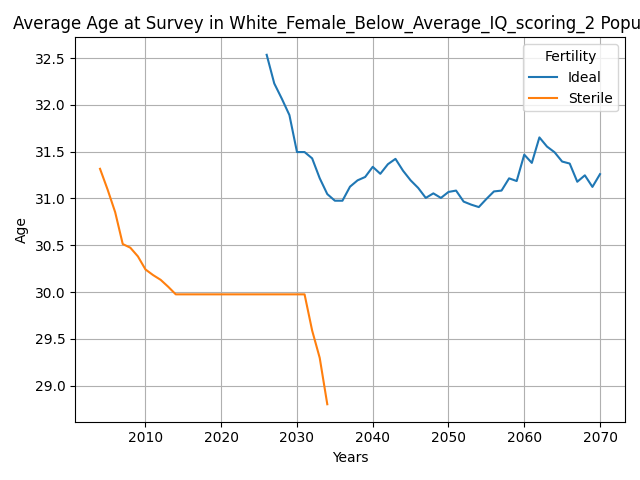 Average Age at Survey in White_Female_Below_Average_IQ_scoring_2 Popu
Fertility
Ideal
Sterile
Age
32.5
32.0
31.5
31.0
30.5
30.0
29.5
29.0
2010 2020 2030 2040 2050 2060 2070
Years